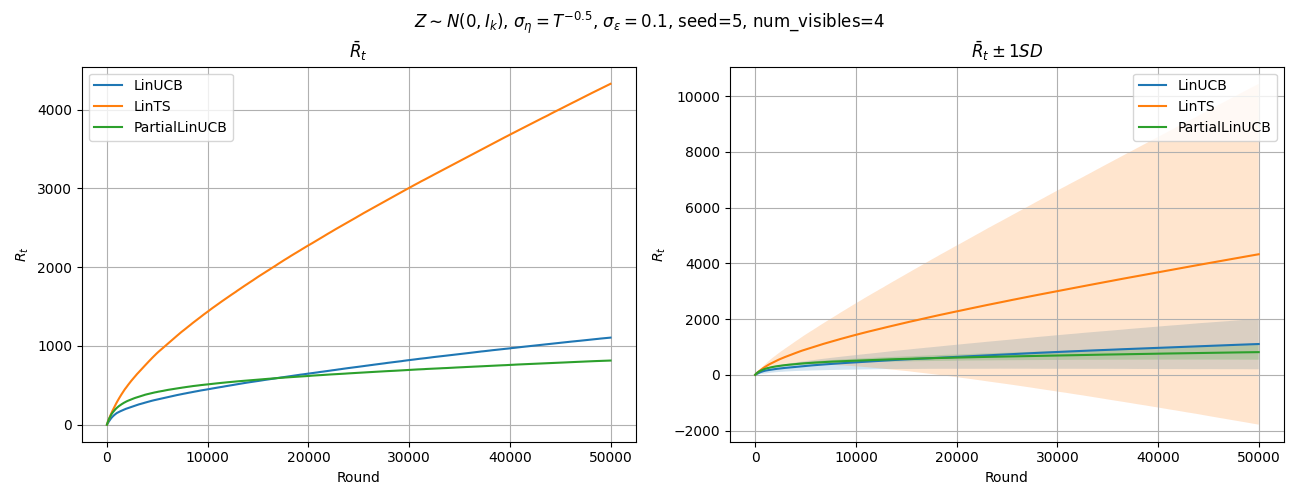 Z ∼ N(0, I_k), σ_η = T^{−0.5}, σ_ε = 0.1, seed=5, num_visibles=4
R̄_t
4000
3000
2000
1000
0
R_t
LinUCB
LinTS
PartialLinUCB
0 10000 20000 30000 40000 50000
Round
R̄_t ± 1SD
10000
8000
6000
4000
2000
0
−2000
R_t
LinUCB
LinTS
PartialLinUCB
0 10000 20000 30000 40000 50000
Round